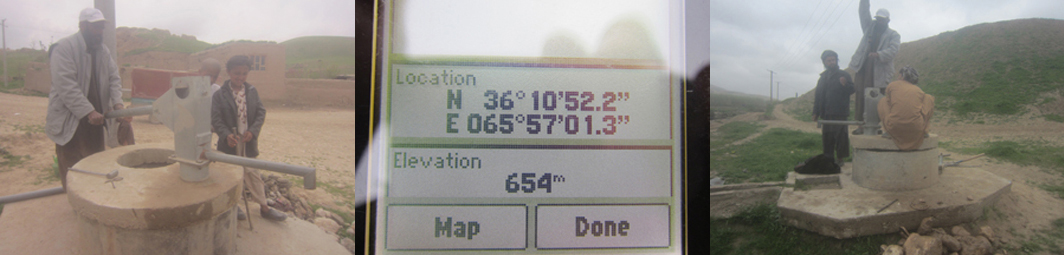 Location
N 36°10'52.2"
E 065°57'01.3"
Elevation
654m
Map
Done